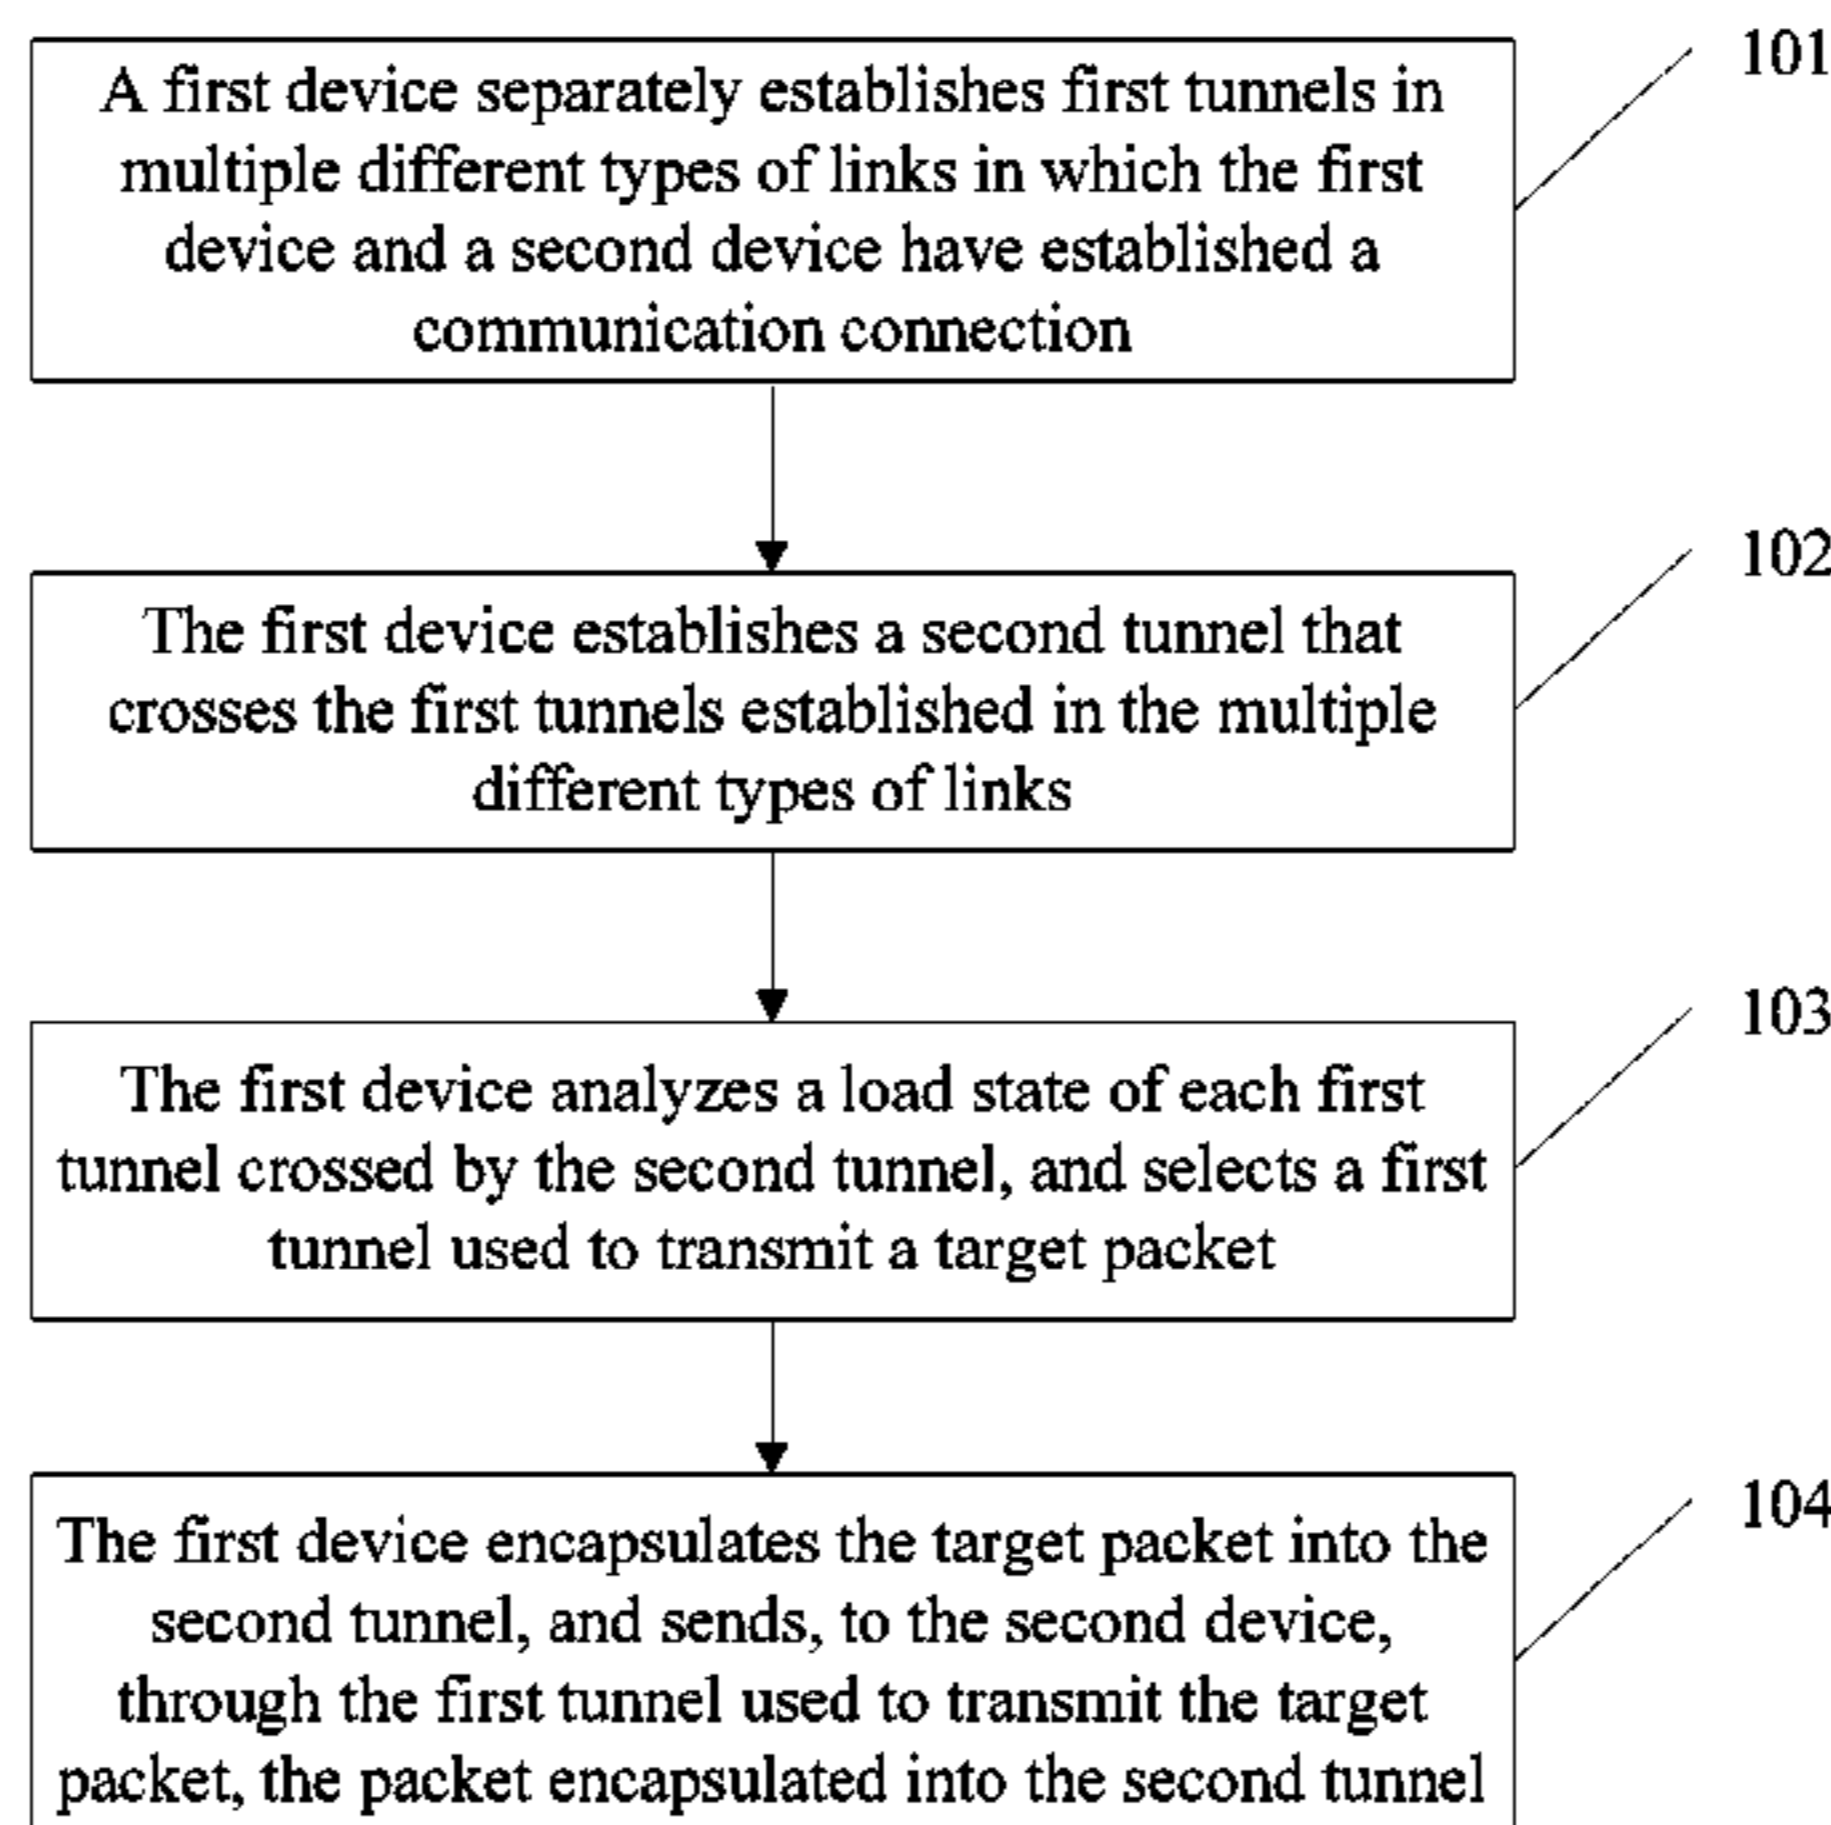 101
A first device separately establishes first tunnels in
multiple different types of links in which the first
device and a second device have established a
communication connection
102
The first device establishes a second tunnel that
crosses the first tunnels established in the multiple
different types of links
103
The first device analyzes a load state of each first
tunnel crossed by the second tunnel, and selects a first
tunnel used to transmit a target packet
104
The first device encapsulates the target packet into the
second tunnel, and sends, to the second device,
through the first tunnel used to transmit the target
packet, the packet encapsulated into the second tunnel